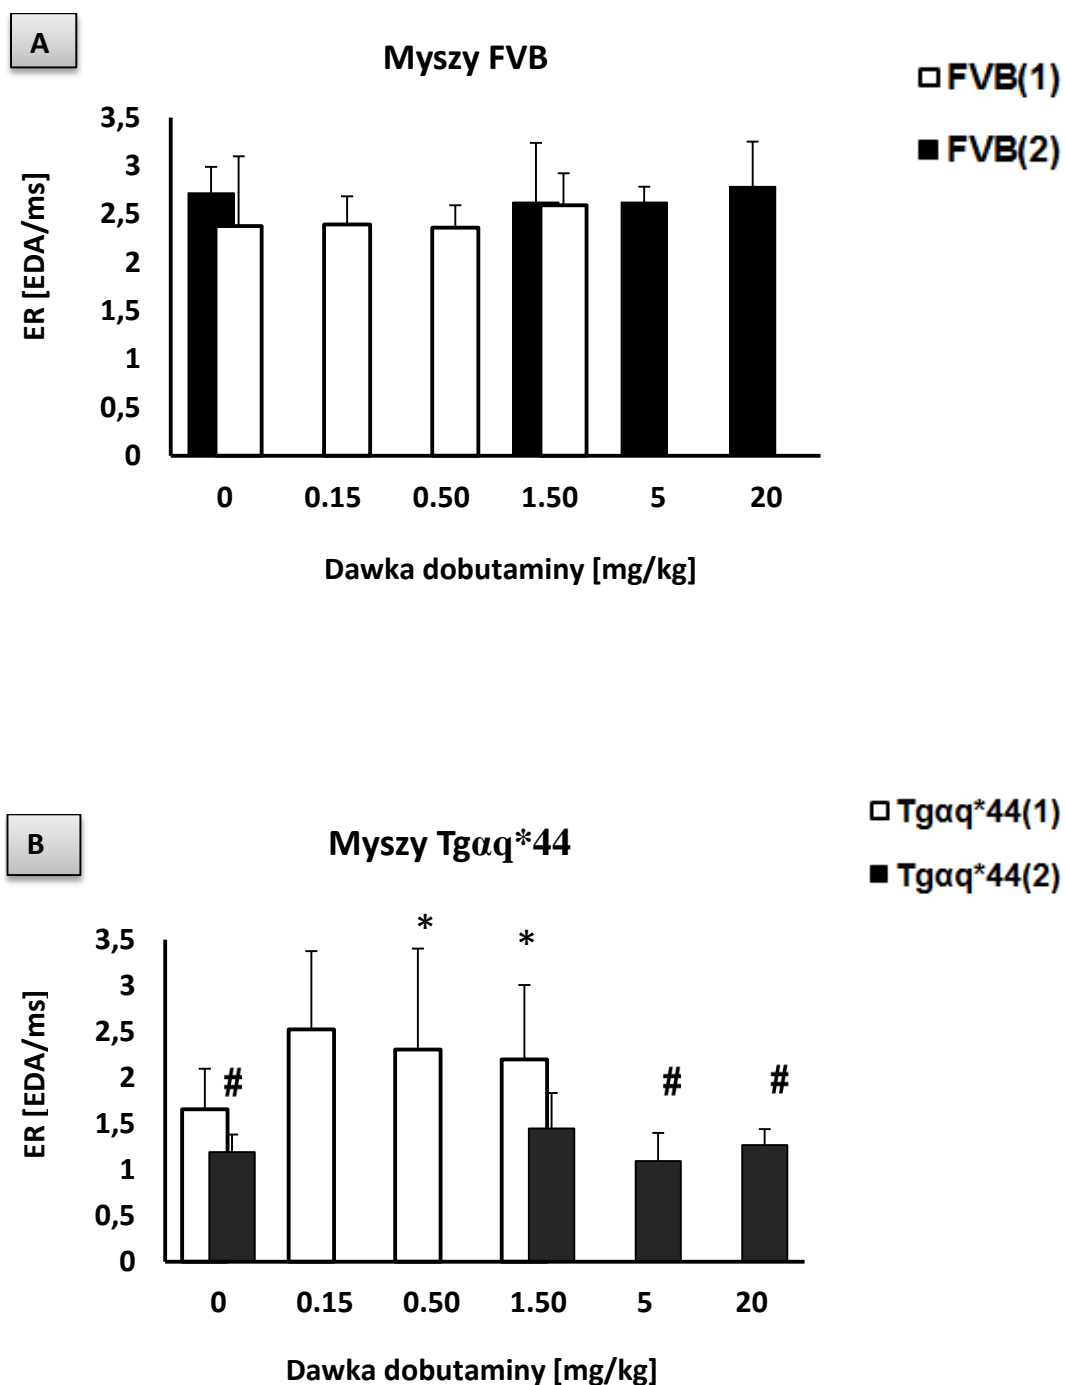 A
Myszy FVB
FVB(1)
FVB(2)
ER [EDA/ms]
3,5
3
2,5
2
1,5
1
0,5
0
0 0.15 0.50 1.50 5 20
Dawka dobutaminy [mg/kg]
B
Myszy Tgαq*44
Tgαq*44(1)
Tgαq*44(2)
ER [EDA/ms]
3,5
3
2,5
2
1,5
1
0,5
0
* *
# # #
0 0.15 0.50 1.50 5 20
Dawka dobutaminy [mg/kg]